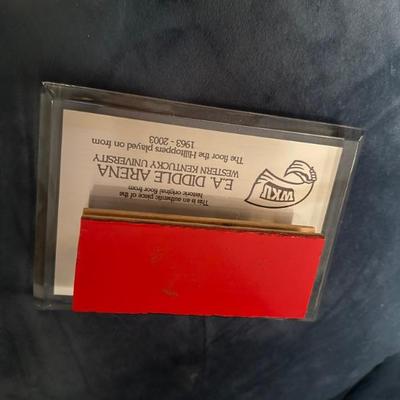 This is an authentic piece of the
historic original floor from
E.A. DIDDLE ARENA
WESTERN KENTUCKY UNIVERSITY
The floor the Hilltoppers played on from
1963 - 2003
WKU